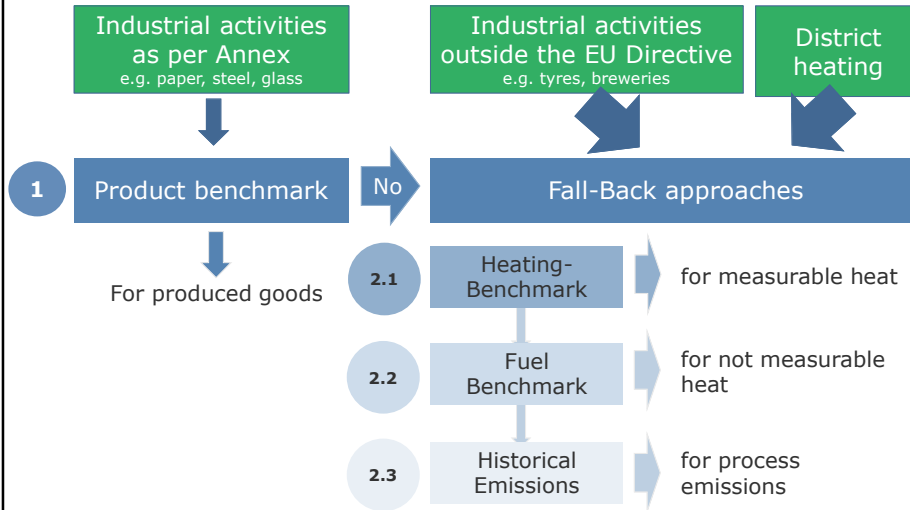 Industrial activities
as per Annex
e.g. paper, steel, glass
Industrial activities
outside the EU Directive
e.g. tyres, breweries
District
heating
1
Product benchmark
No
Fall-Back approaches
For produced goods
2.1
Heating-
Benchmark
for measurable heat
2.2
Fuel
Benchmark
for not measurable
heat
2.3
Historical
Emissions
for process
emissions